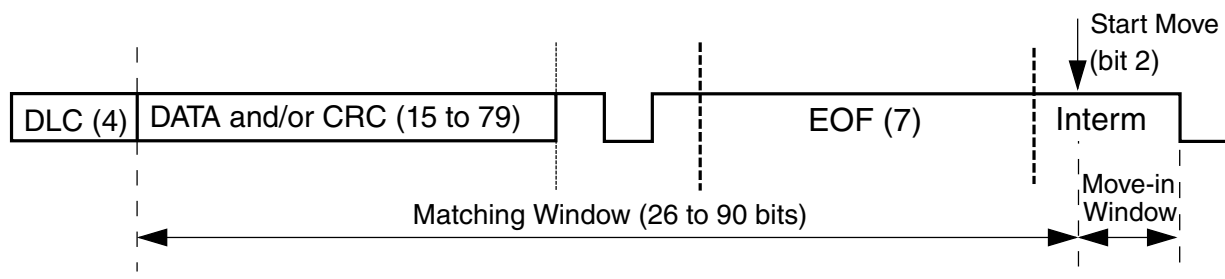 Start Move
(bit 2)
DLC (4)
DATA and/or CRC (15 to 79)
EOF (7)
Interm
Matching Window (26 to 90 bits)
Move-in
Window